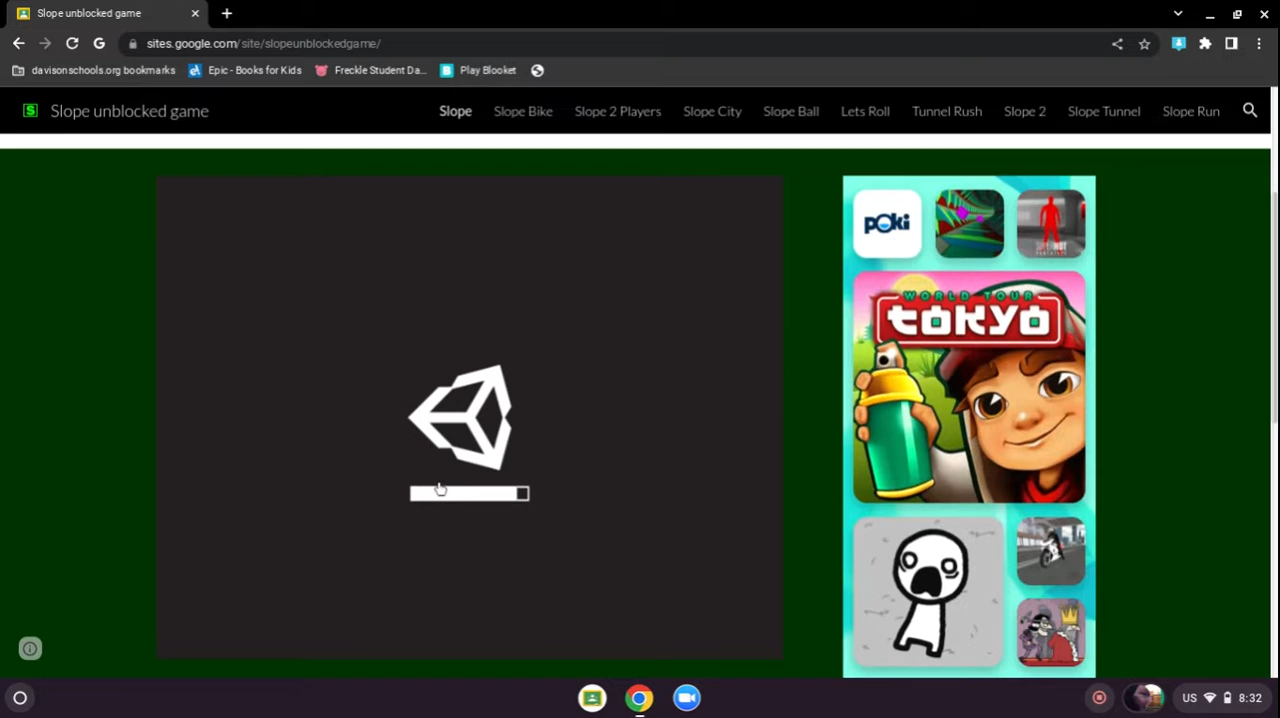 Slope unblocked game
sites.google.com/site/slopeunblockedgame/
davisonschools.org bookmarks Epic - Books for Kids Freckle Student Da... Play Blooket
S Slope unblocked game Slope Slope Bike Slope 2 Players Slope City Slope Ball Lets Roll Tunnel Rush Slope 2 Slope Tunnel Slope Run
POKi
WORLD TOUR
TOKYO
US 8:32